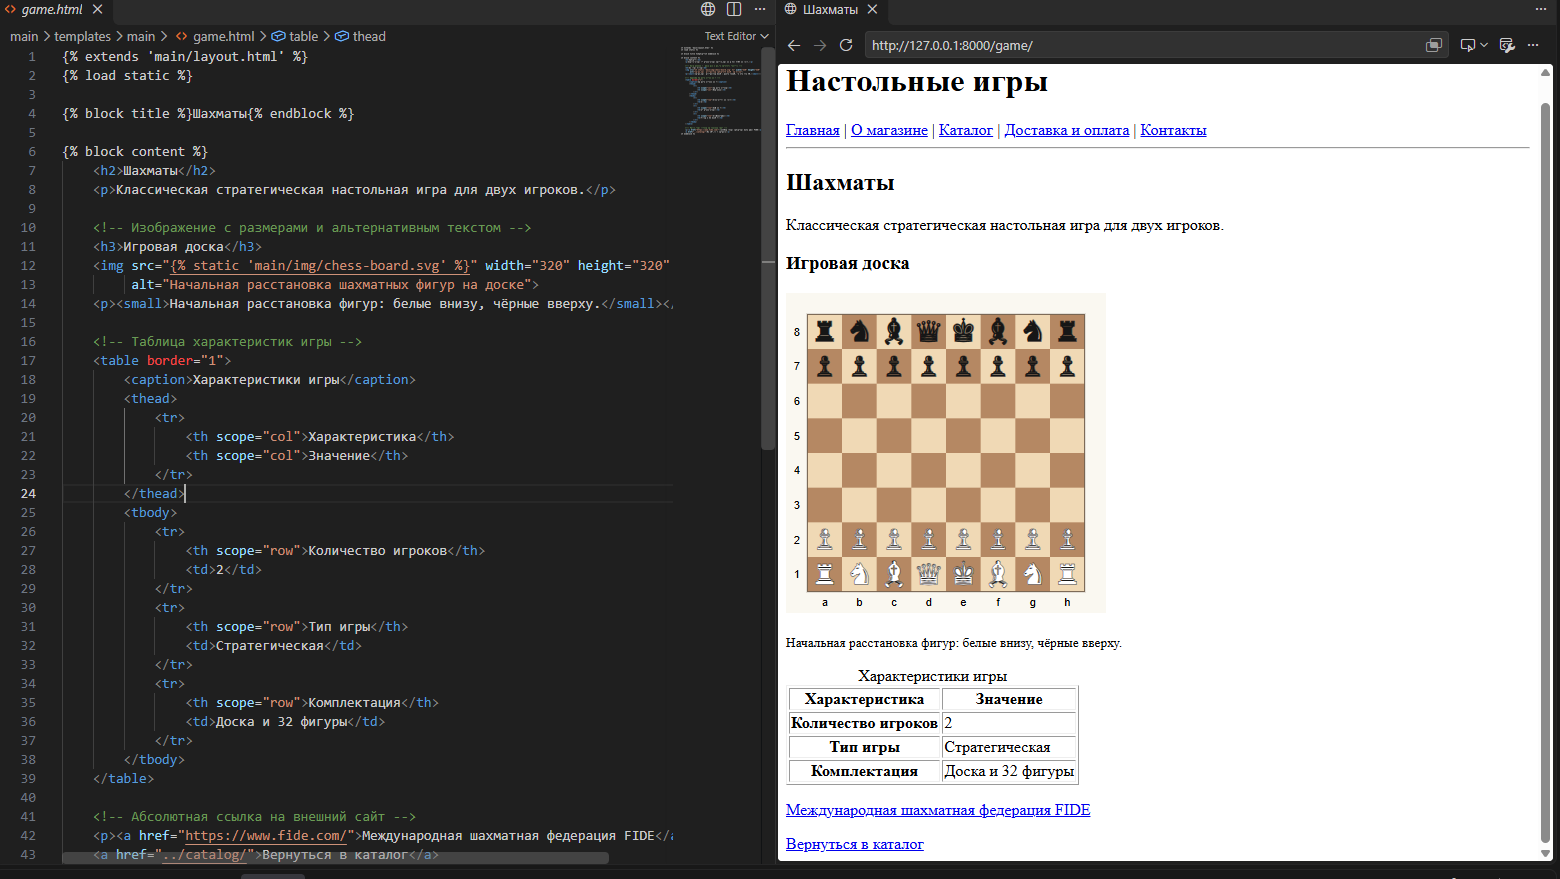 game.html
main > templates > main > game.html > table > thead
Text Editor
1 {% extends 'main/layout.html' %}
2 {% load static %}
3
4 {% block title %}Шахматы{% endblock %}
5
6 {% block content %}
7 <h2>Шахматы</h2>
8 <p>Классическая стратегическая настольная игра для двух игроков.</p>
9
10 <!-- Изображение с размерами и альтернативным текстом -->
11 <h3>Игровая доска</h3>
12 <img src="{% static 'main/img/chess-board.svg' %}" width="320" height="320"
13 alt="Начальная расстановка шахматных фигур на доске">
14 <p><small>Начальная расстановка фигур: белые внизу, чёрные вверху.</small></
15
16 <!-- Таблица характеристик игры -->
17 <table border="1">
18 <caption>Характеристики игры</caption>
19 <thead>
20 <tr>
21 <th scope="col">Характеристика</th>
22 <th scope="col">Значение</th>
23 </tr>
24 </thead>
25 <tbody>
26 <tr>
27 <th scope="row">Количество игроков</th>
28 <td>2</td>
29 </tr>
30 <tr>
31 <th scope="row">Тип игры</th>
32 <td>Стратегическая</td>
33 </tr>
34 <tr>
35 <th scope="row">Комплектация</th>
36 <td>Доска и 32 фигуры</td>
37 </tr>
38 </tbody>
39 </table>
40
41 <!-- Абсолютная ссылка на внешний сайт -->
42 <p><a href="https://www.fide.com/">Международная шахматная федерация FIDE</a
43 <a href="../catalog/">Вернуться в каталог</a>
Шахматы
http://127.0.0.1:8000/game/
Настольные игры
Главная | О магазине | Каталог | Доставка и оплата | Контакты
Шахматы
Классическая стратегическая настольная игра для двух игроков.
Игровая доска
8
7
6
5
4
3
2
1
a b c d e f g h
Начальная расстановка фигур: белые внизу, чёрные вверху.
Характеристики игры
Характеристика Значение
Количество игроков 2
Тип игры Стратегическая
Комплектация Доска и 32 фигуры
Международная шахматная федерация FIDE
Вернуться в каталог